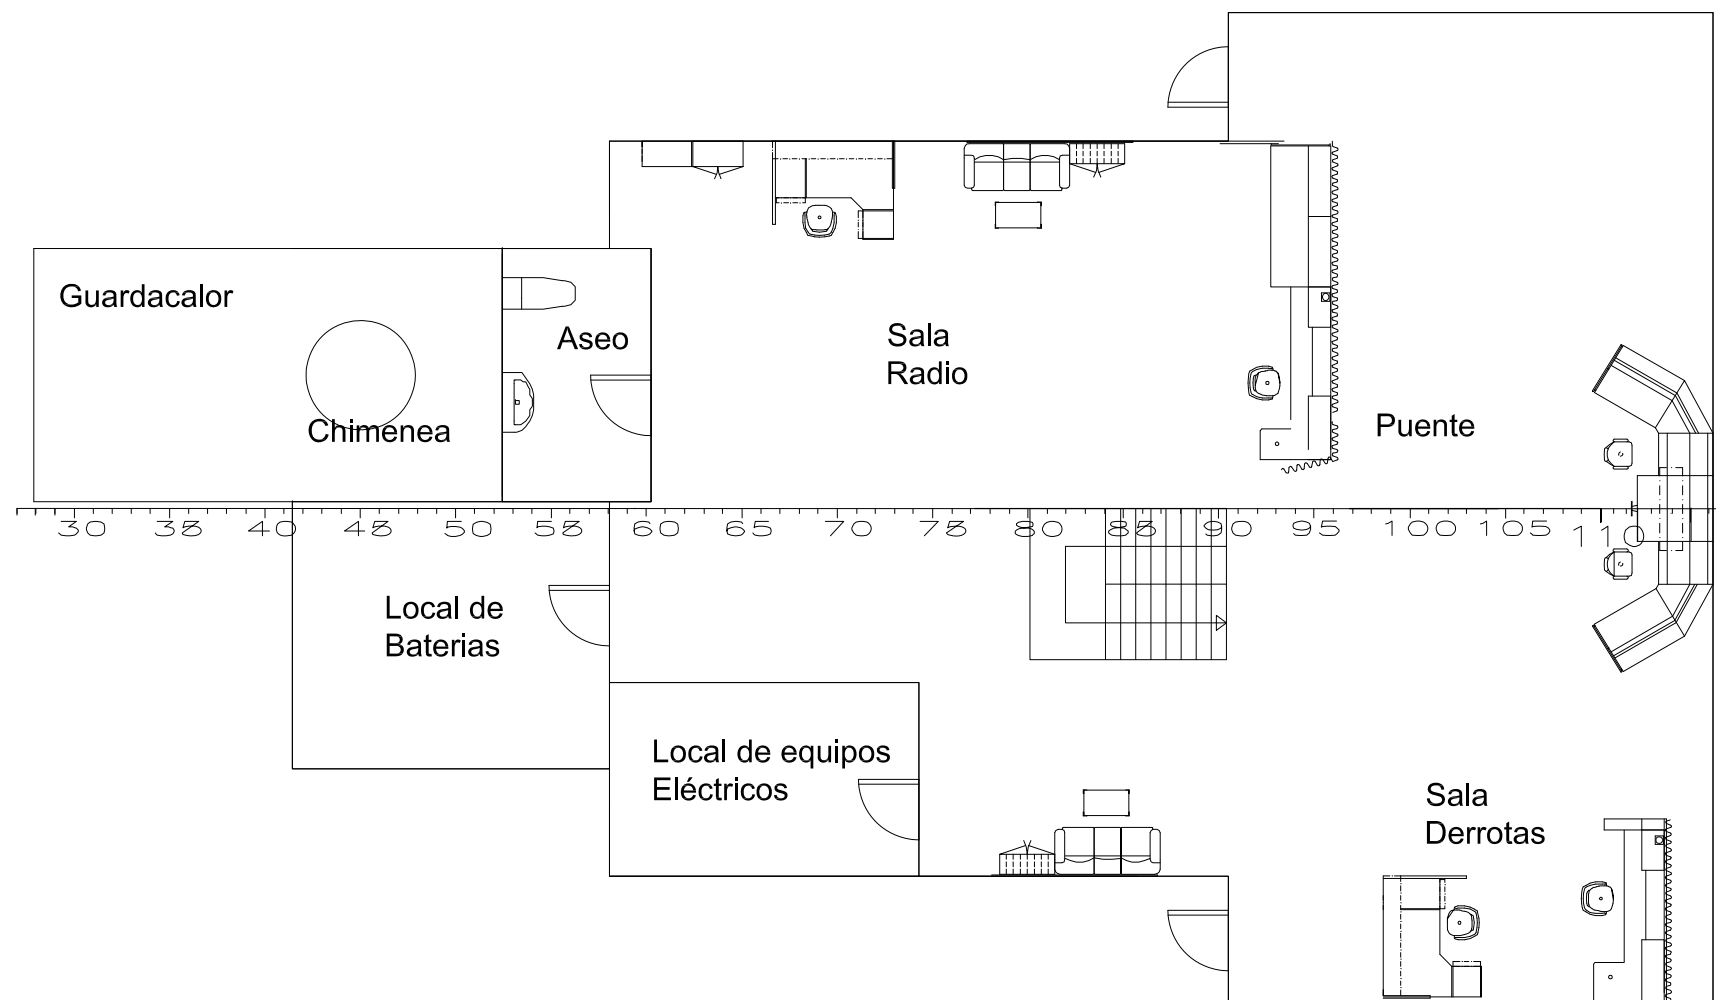 Guardacalor
Aseo
Sala
Radio
Chimenea
Puente
30 35 40 45 50 55 60 65 70 75 80 85 90 95 100 105 110
Local de
Baterias
Local de equipos
Eléctricos
Sala
Derrotas